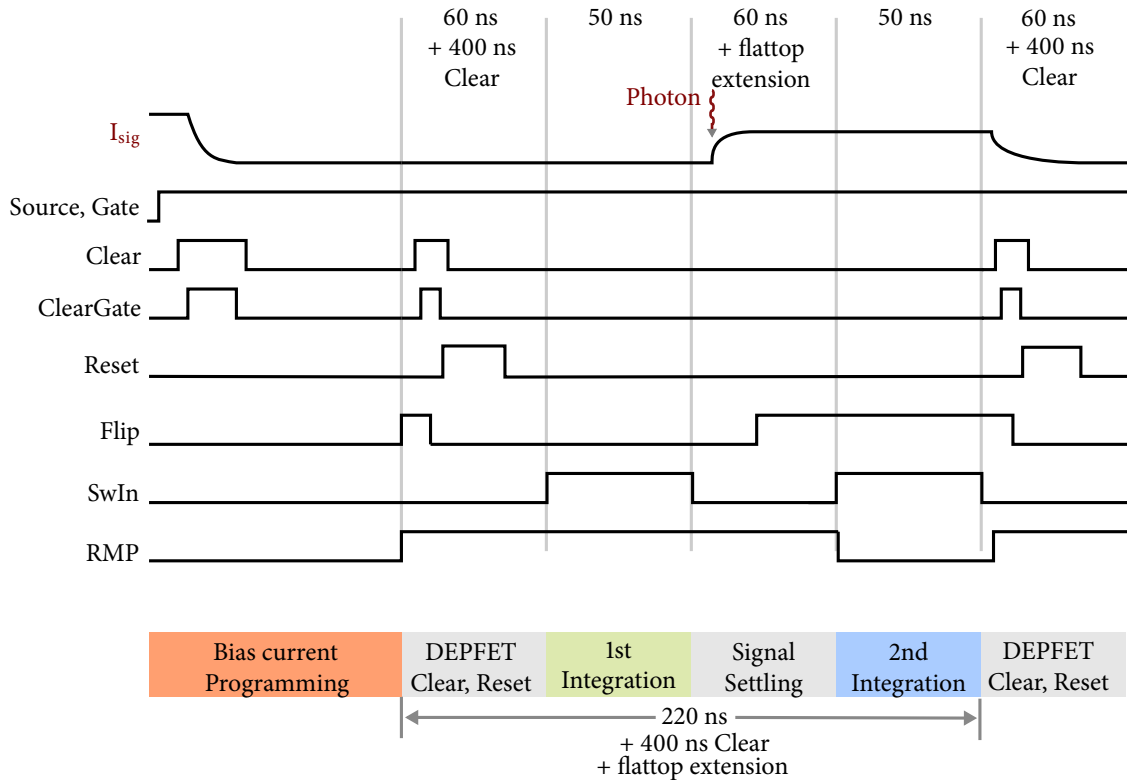 60 ns
+ 400 ns
Clear
50 ns
60 ns
+ flattop
extension
50 ns
60 ns
+ 400 ns
Clear
Photon
I_sig
Source, Gate
Clear
ClearGate
Reset
Flip
SwIn
RMP
Bias current
Programming
DEPFET
Clear, Reset
1st
Integration
Signal
Settling
2nd
Integration
DEPFET
Clear, Reset
220 ns
+ 400 ns Clear
+ flattop extension